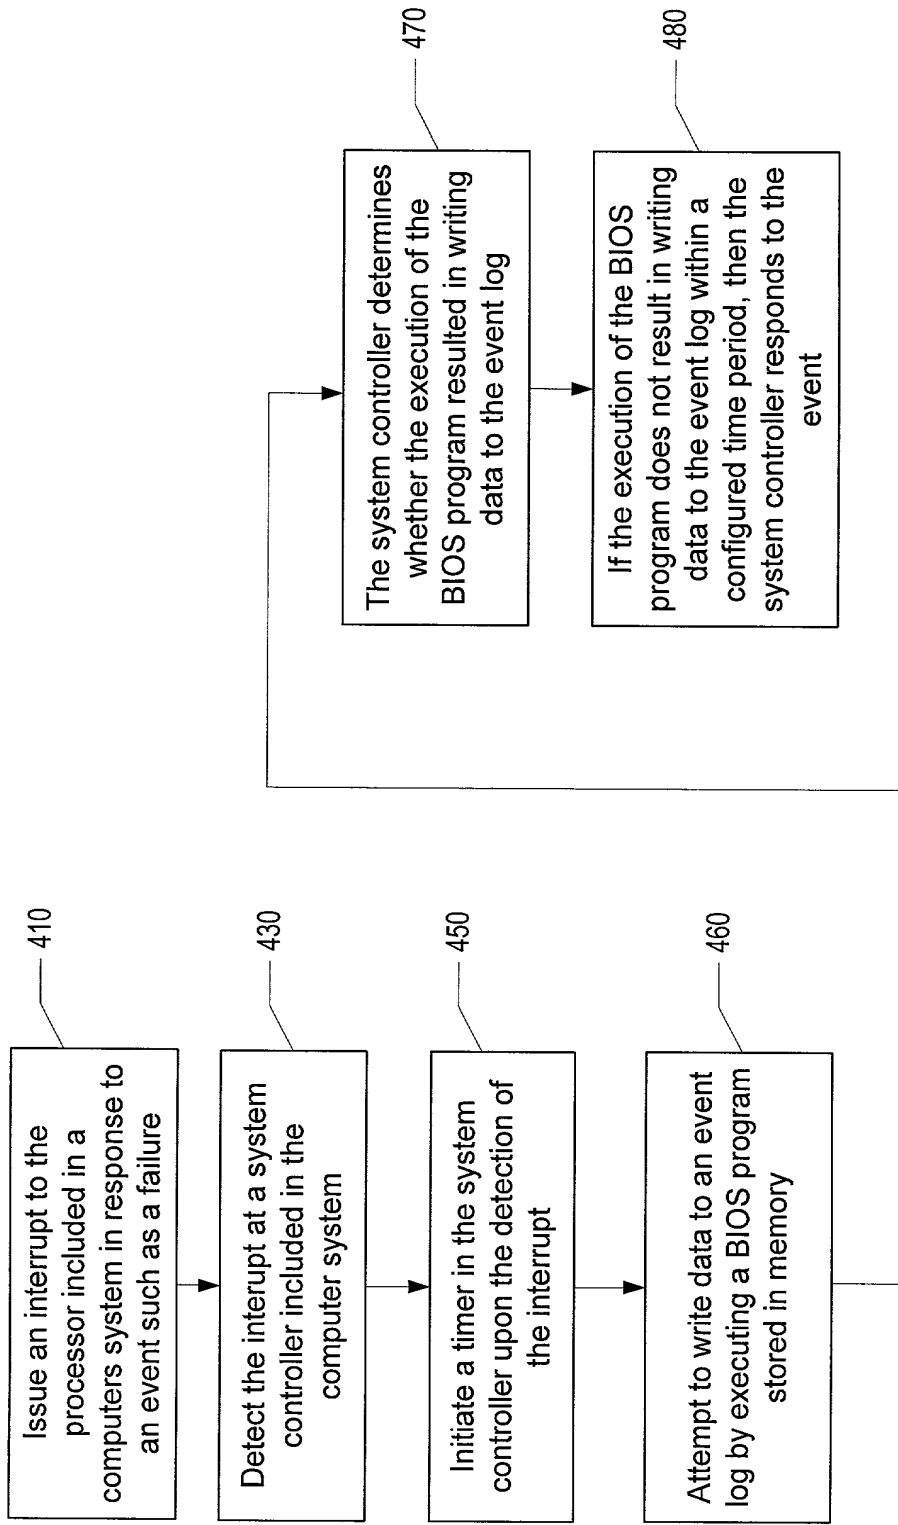 Issue an interrupt to the
processor included in a
computers system in response to
an event such as a failure
410
Detect the interupt at a system
controller included in the
computer system
430
Initiate a timer in the system
controller upon the detection of
the interrupt
450
Attempt to write data to an event
log by executing a BIOS program
stored in memory
460
The system controller determines
whether the execution of the
BIOS program resulted in writing
data to the event log
470
If the execution of the BIOS
program does not result in writing
data to the event log within a
configured time period, then the
system controller responds to the
event
480